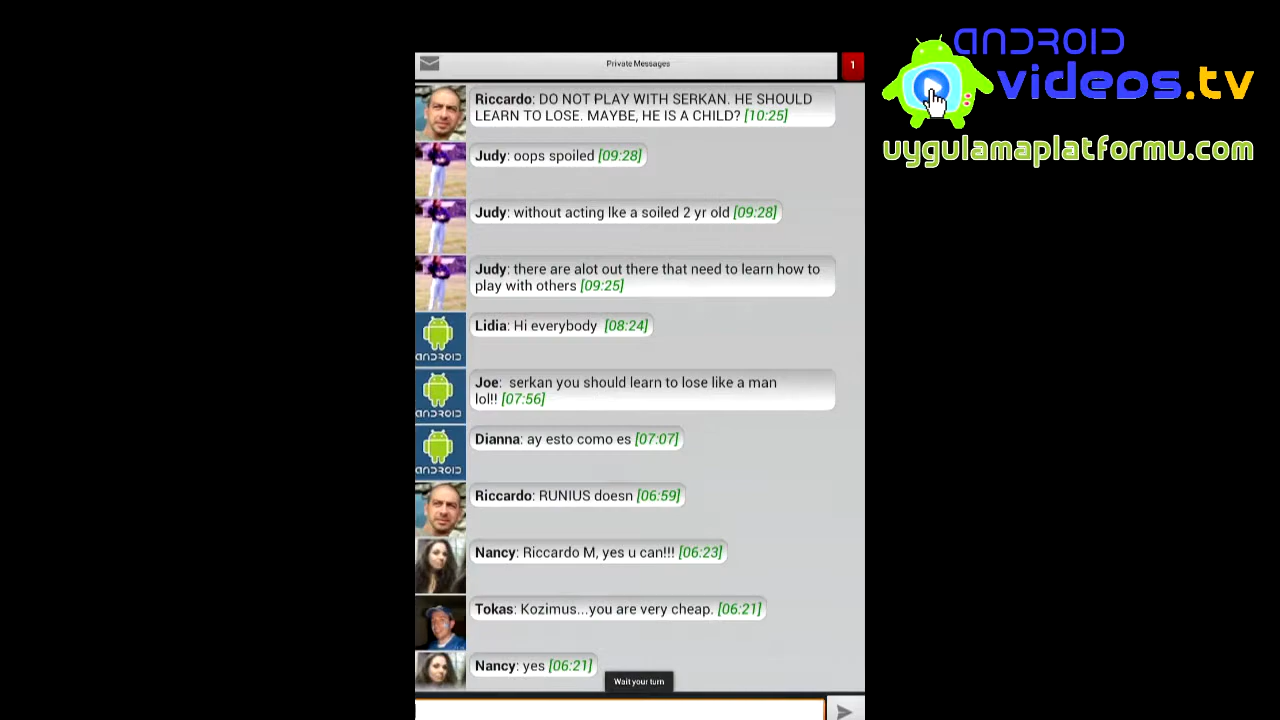 ANDROID
videos.tv
uygulamaplatformu.com
Private Messages
1
Riccardo: DO NOT PLAY WITH SERKAN. HE SHOULD
LEARN TO LOSE. MAYBE, HE IS A CHILD? [10:25]
Judy: oops spoiled [09:28]
Judy: without acting lke a soiled 2 yr old [09:28]
Judy: there are alot out there that need to learn how to
play with others [09:25]
Lidia: Hi everybody [08:24]
ANDROID
Joe: serkan you should learn to lose like a man
lol!! [07:56]
ANDROID
Dianna: ay esto como es [07:07]
ANDROID
Riccardo: RUNIUS doesn [06:59]
Nancy: Riccardo M, yes u can!!! [06:23]
Tokas: Kozimus...you are very cheap. [06:21]
Nancy: yes [06:21]
Wait your turn